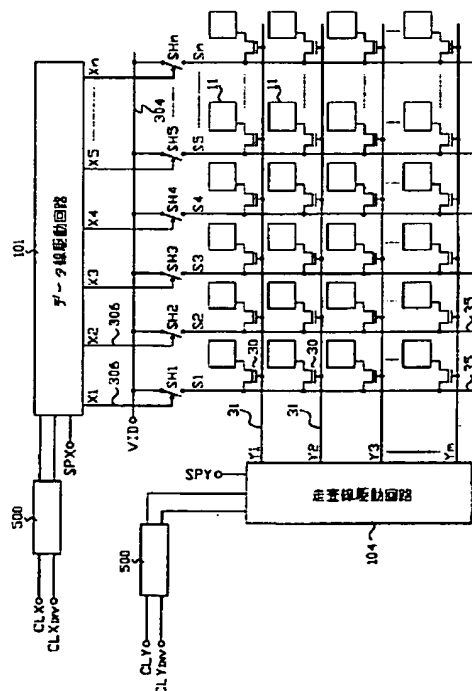 101
データ線駆動回路
500
CLX
CLXINV
SPX
X1
X2
X3
X4
X5
Xn
306
306
304
VID
SH1
SH2
SH3
SH4
SH5
SHn
S1
S2
S3
S4
S5
Sn
11
11
30
30
31
31
Y1
Y2
Y3
Ym
SPY
500
CLY
CLYINV
走査線駆動回路
104
35
35